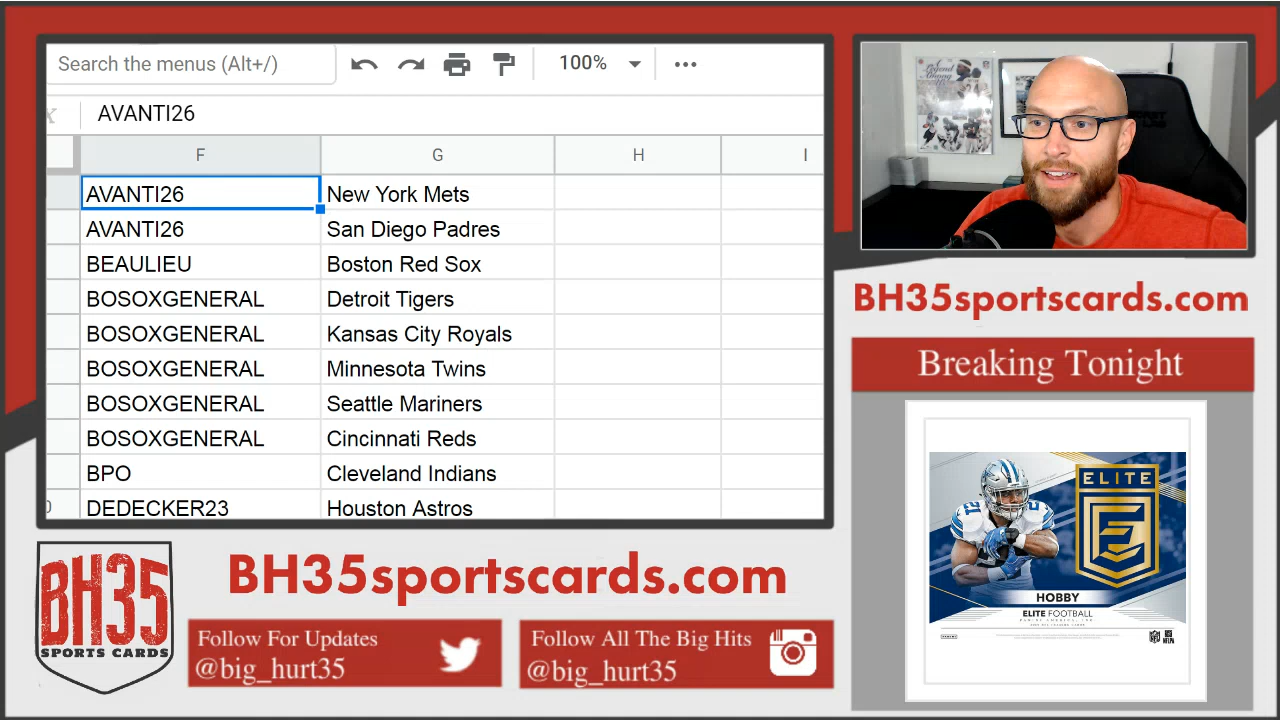 Search the menus (Alt+/)
100%
AVANTI26
F
G
H
I
AVANTI26 New York Mets
AVANTI26 San Diego Padres
BEAULIEU Boston Red Sox
BOSOXGENERAL Detroit Tigers
BOSOXGENERAL Kansas City Royals
BOSOXGENERAL Minnesota Twins
BOSOXGENERAL Seattle Mariners
BOSOXGENERAL Cincinnati Reds
BPO Cleveland Indians
DEDECKER23 Houston Astros
BH35sportscards.com
Breaking Tonight
ELITE
E
21
HOBBY
ELITE FOOTBALL
BH35
SPORTS CARDS
BH35sportscards.com
Follow For Updates
@big_hurt35
Follow All The Big Hits
@big_hurt35